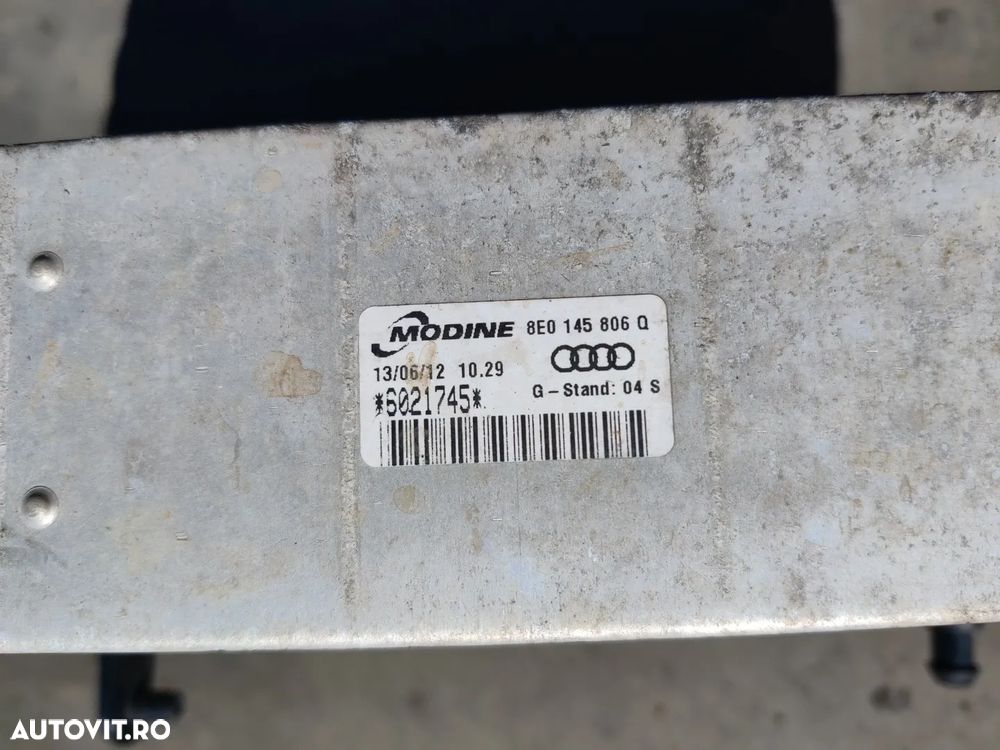 MODINE 8E0 145 806 Q
13/06/12 10.29
*6021745*
G-Stand: 04 S
AUTOVIT.RO